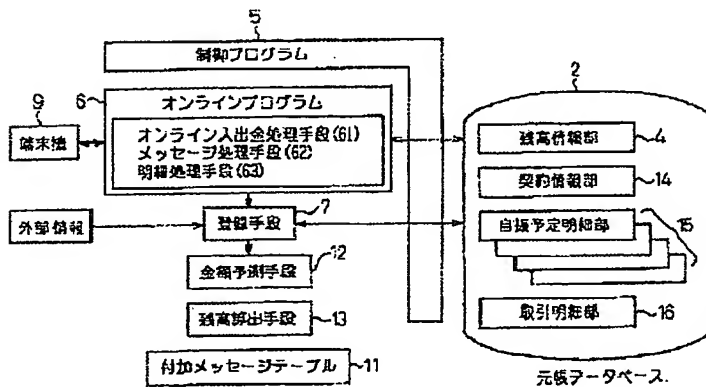 5
制御プログラム
2
6
オンラインプログラム
9
端末機
オンライン入出金処理手段(61)
メッセージ処理手段(62)
明細処理手段(63)
残高情報部
4
契約情報部
14
外部情報
登録手段
7
自振予定明細部
15
金額予測手段
12
残高算出手段
13
取引明細部
16
付加メッセージテーブル
11
元帳データベース